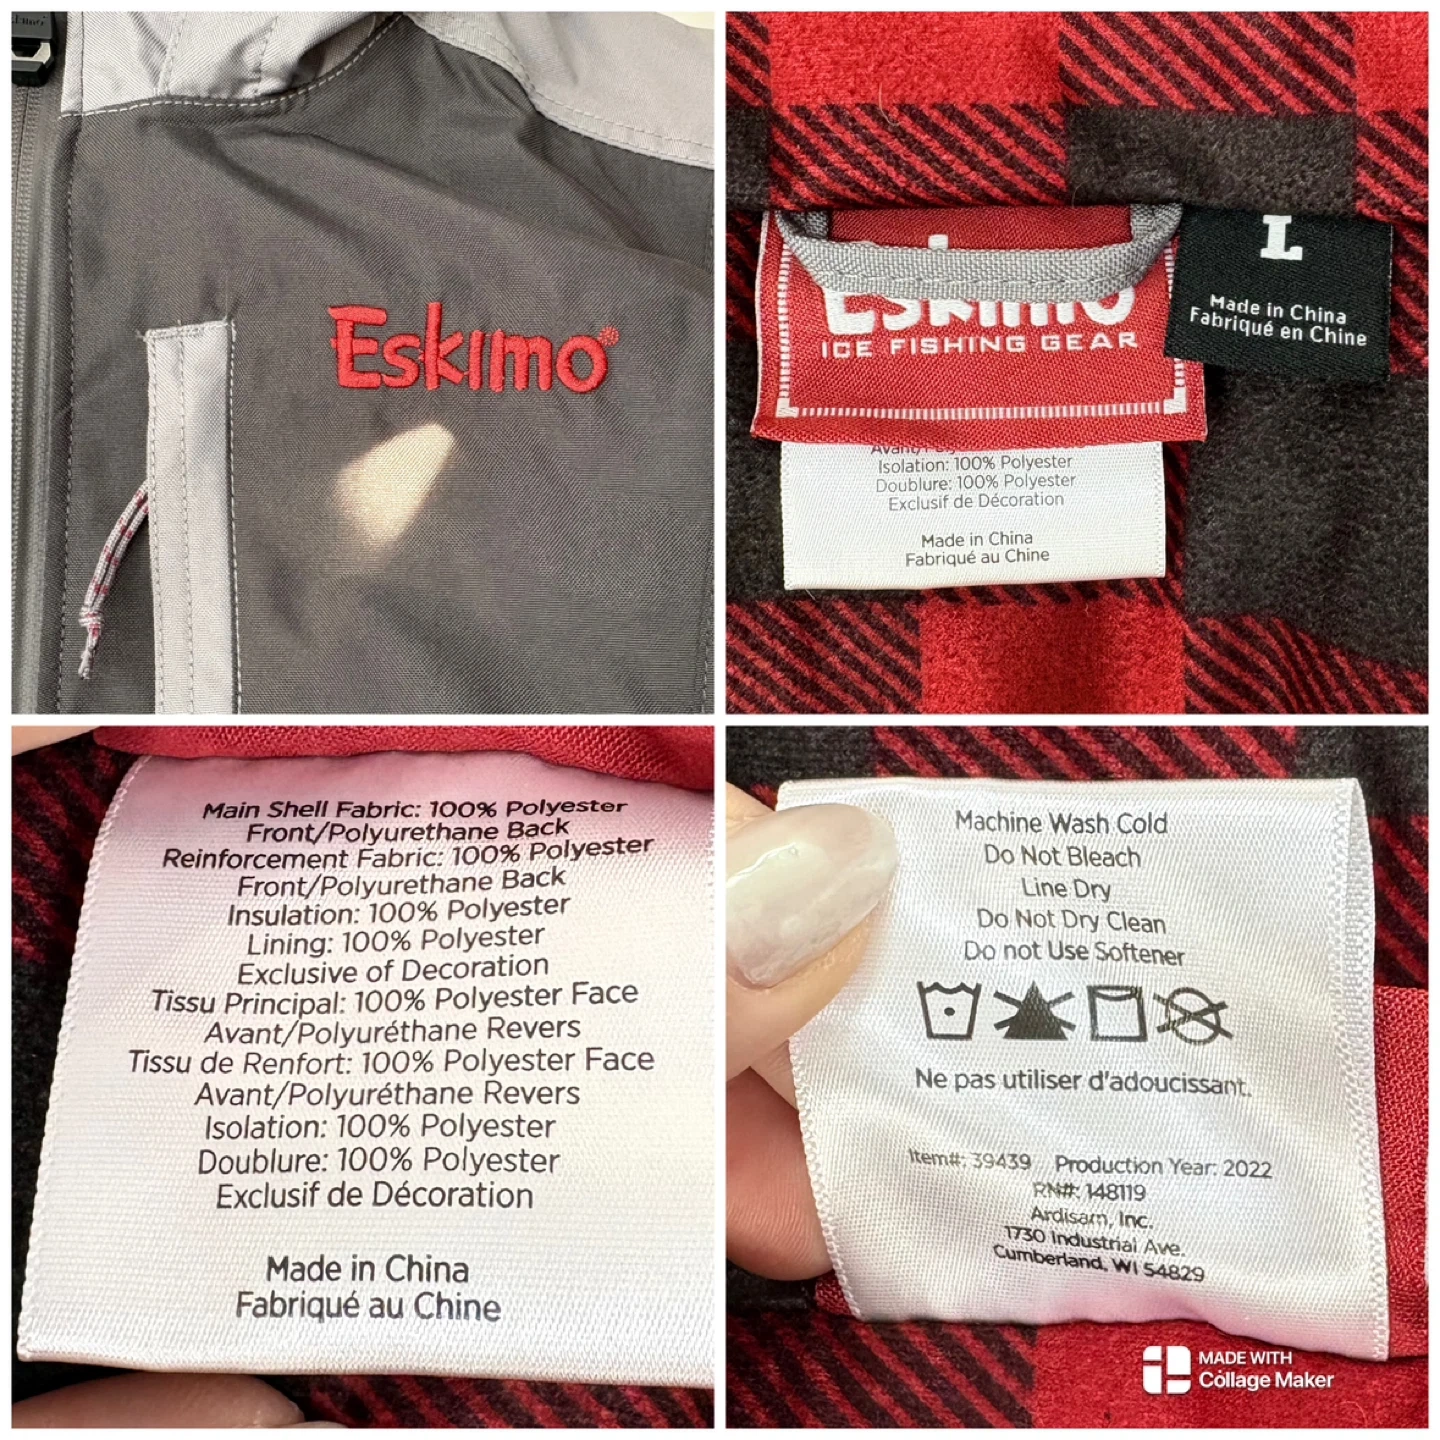 Eskimo
Eskimo
ICE FISHING GEAR
L
Made in China
Fabriqué en Chine
Isolation: 100% Polyester
Doublure: 100% Polyester
Exclusif de Décoration
Made in China
Fabriqué au Chine
Main Shell Fabric: 100% Polyester
Front/Polyurethane Back
Reinforcement Fabric: 100% Polyester
Front/Polyurethane Back
Insulation: 100% Polyester
Lining: 100% Polyester
Exclusive of Decoration
Tissu Principal: 100% Polyester Face
Avant/Polyuréthane Revers
Tissu de Renfort: 100% Polyester Face
Avant/Polyuréthane Revers
Isolation: 100% Polyester
Doublure: 100% Polyester
Exclusif de Décoration
Made in China
Fabriqué au Chine
Machine Wash Cold
Do Not Bleach
Line Dry
Do Not Dry Clean
Do not Use Softener
Ne pas utiliser d'adoucissant.
Item#: 39439 Production Year: 2022
RN#: 148119
Ardisam, Inc.
1730 Industrial Ave.
Cumberland, WI 54829
MADE WITH
Collage Maker